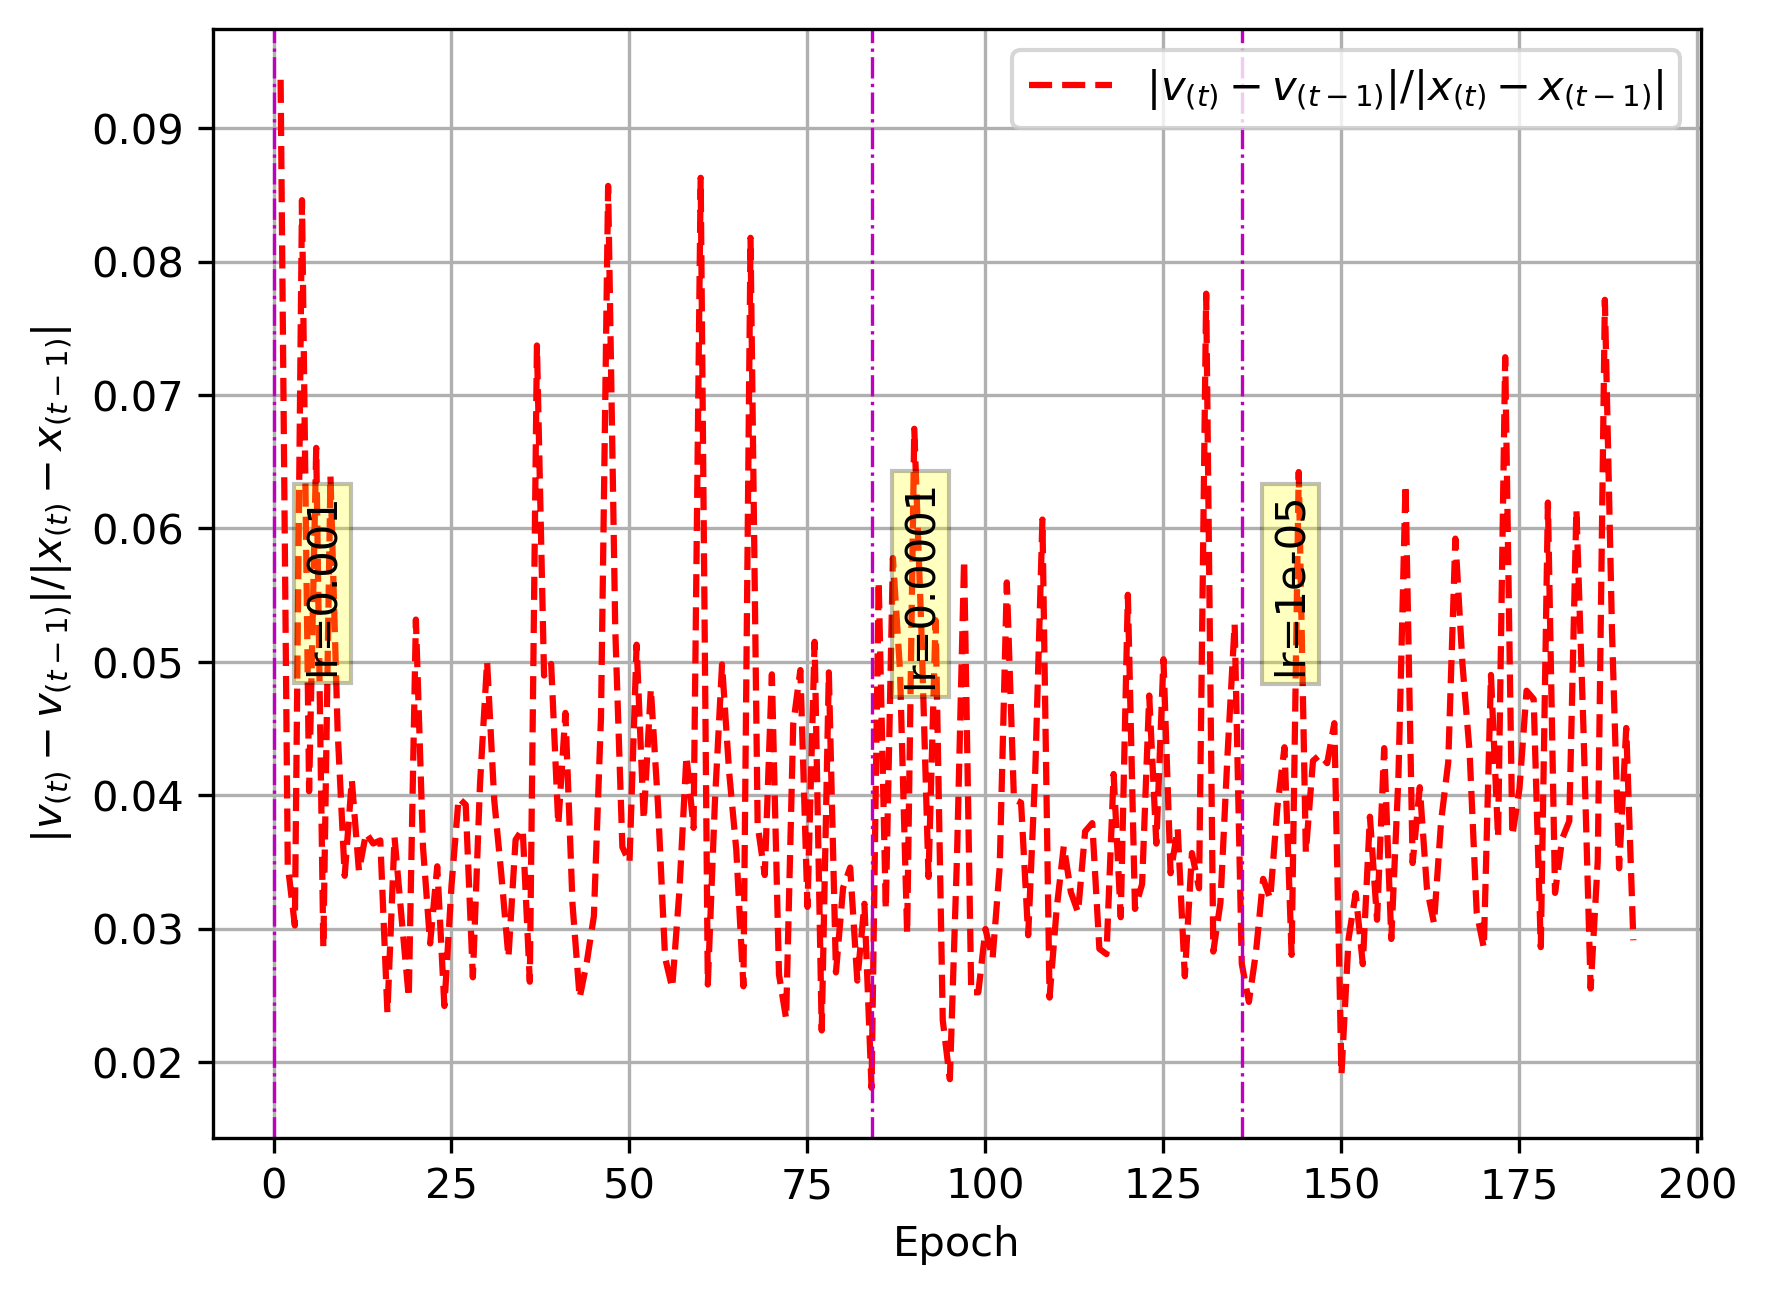 |v(t) − v(t − 1)|/|x(t) − x(t − 1)|
0.09
0.08
0.07
0.06
0.05
0.04
0.03
0.02
|v(t) − v(t − 1)|/|x(t) − x(t − 1)|
lr=0.001
lr=0.0001
lr=1e-05
0
25
50
75
100
125
150
175
200
Epoch